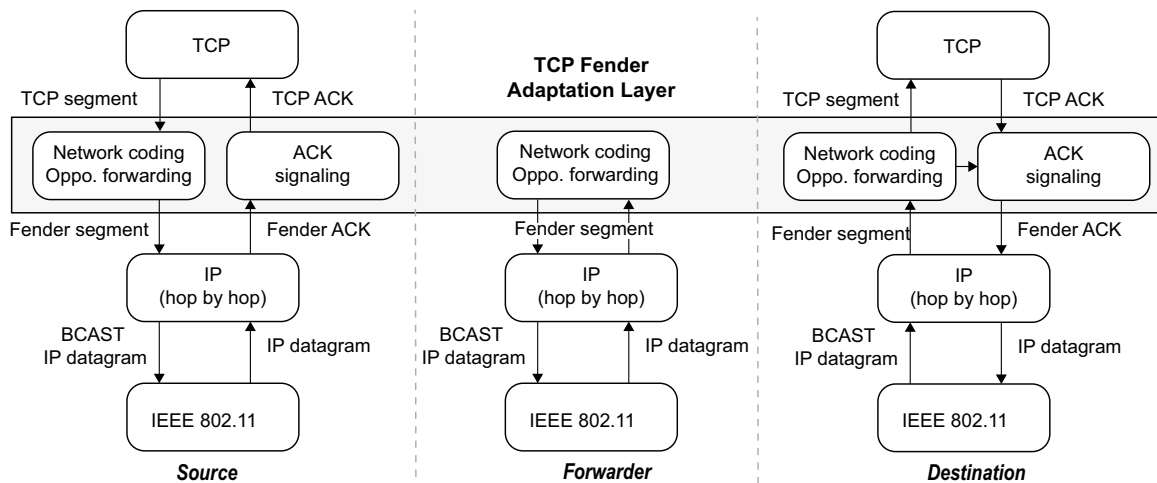 TCP
TCP segment
TCP ACK
Network coding
Oppo. forwarding
ACK
signaling
Fender segment
Fender ACK
IP
(hop by hop)
BCAST
IP datagram
IP datagram
IEEE 802.11
Source
TCP Fender
Adaptation Layer
Network coding
Oppo. forwarding
Fender segment
IP
(hop by hop)
BCAST
IP datagram
IP datagram
IEEE 802.11
Forwarder
TCP
TCP segment
TCP ACK
Network coding
Oppo. forwarding
ACK
signaling
Fender segment
Fender ACK
IP
(hop by hop)
BCAST
IP datagram
IP datagram
IEEE 802.11
Destination